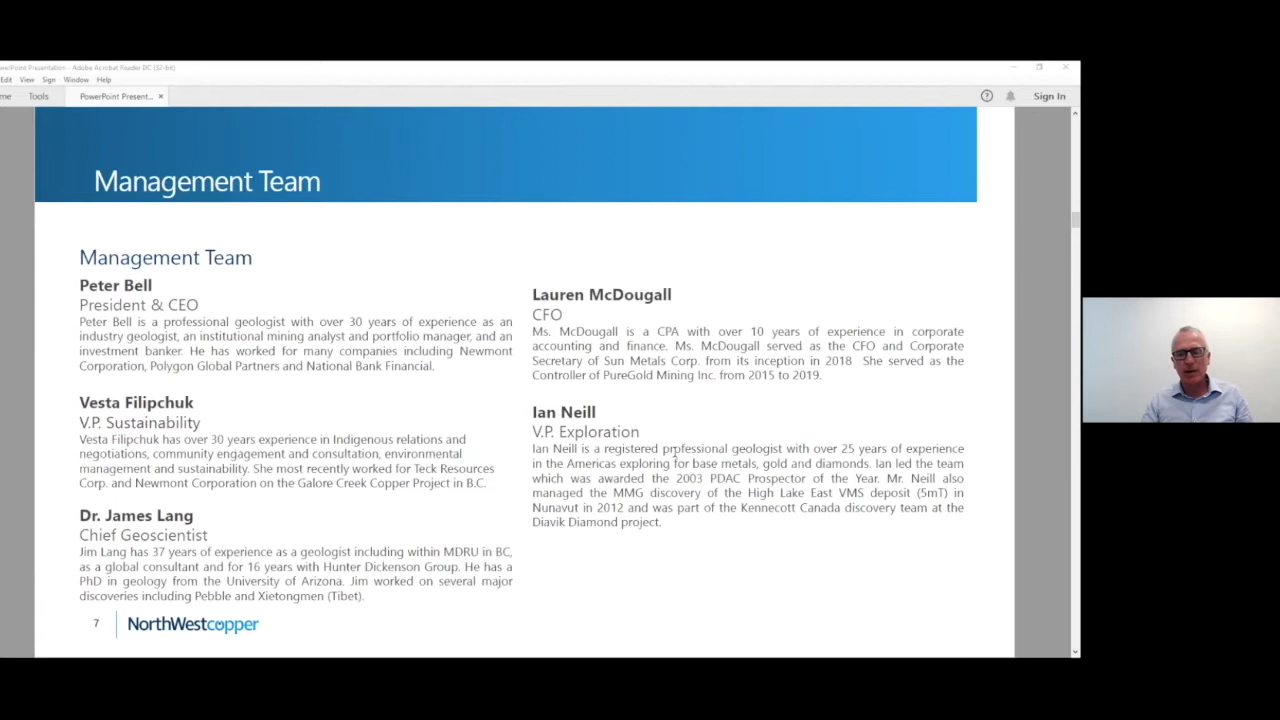 PowerPoint Presentation - Adobe Acrobat Reader DC (32-bit)
Edit View Sign Window Help
me Tools PowerPoint Present... × Sign In
Management Team
Management Team
Peter Bell
President & CEO
Peter Bell is a professional geologist with over 30 years of experience as an
industry geologist, an institutional mining analyst and portfolio manager, and an
investment banker. He has worked for many companies including Newmont
Corporation, Polygon Global Partners and National Bank Financial.
Vesta Filipchuk
V.P. Sustainability
Vesta Filipchuk has over 30 years experience in Indigenous relations and
negotiations, community engagement and consultation, environmental
management and sustainability. She most recently worked for Teck Resources
Corp. and Newmont Corporation on the Galore Creek Copper Project in B.C.
Dr. James Lang
Chief Geoscientist
Jim Lang has 37 years of experience as a geologist including within MDRU in BC,
as a global consultant and for 16 years with Hunter Dickenson Group. He has a
PhD in geology from the University of Arizona. Jim worked on several major
discoveries including Pebble and Xietongmen (Tibet).
Lauren McDougall
CFO
Ms. McDougall is a CPA with over 10 years of experience in corporate
accounting and finance. Ms. McDougall served as the CFO and Corporate
Secretary of Sun Metals Corp. from its inception in 2018 She served as the
Controller of PureGold Mining Inc. from 2015 to 2019.
Ian Neill
V.P. Exploration
Ian Neill is a registered professional geologist with over 25 years of experience
in the Americas exploring for base metals, gold and diamonds. Ian led the team
which was awarded the 2003 PDAC Prospector of the Year. Mr. Neill also
managed the MMG discovery of the High Lake East VMS deposit (5mT) in
Nunavut in 2012 and was part of the Kennecott Canada discovery team at the
Diavik Diamond project.
7 NorthWestcopper